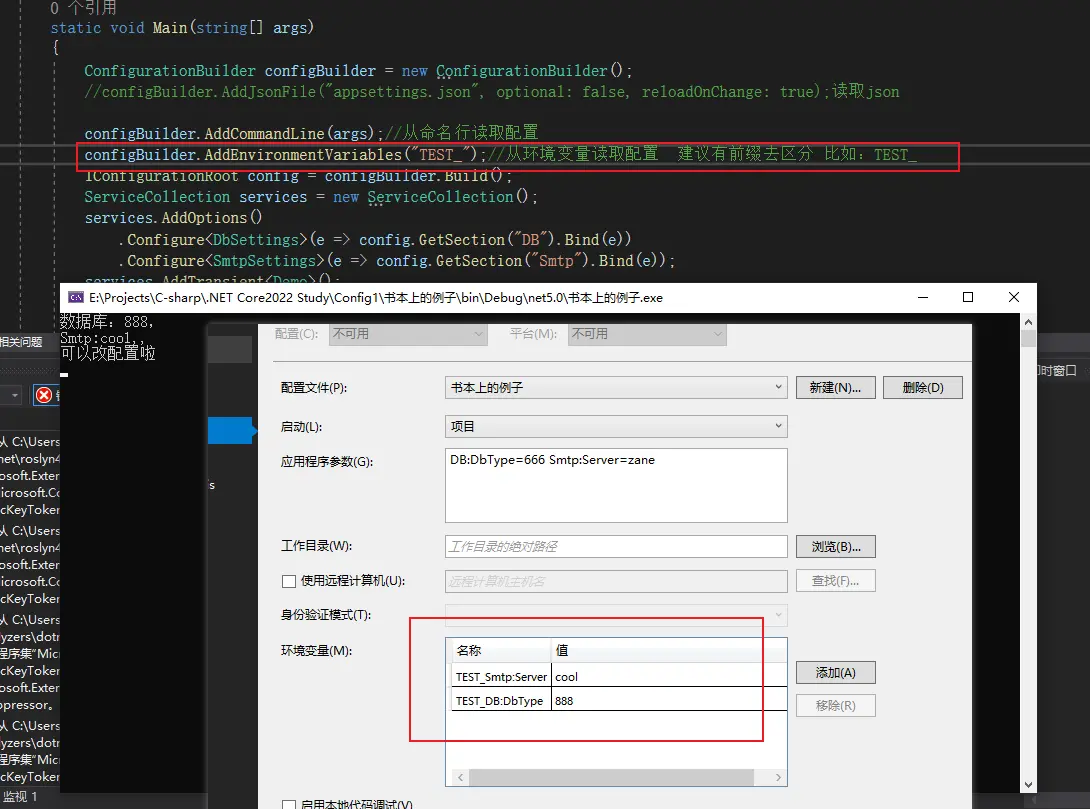 0 个引用
static void Main(string[] args)
{
ConfigurationBuilder configBuilder = new ConfigurationBuilder();
//configBuilder.AddJsonFile("appsettings.json", optional: false, reloadOnChange: true);读取json
configBuilder.AddCommandLine(args);//从命名行读取配置
configBuilder.AddEnvironmentVariables("TEST_");//从环境变量读取配置 建议有前缀去区分 比如：TEST_
IConfigurationRoot config = configBuilder.Build();
ServiceCollection services = new ServiceCollection();
services.AddOptions()
.Configure<DbSettings>(e => config.GetSection("DB").Bind(e))
.Configure<SmtpSettings>(e => config.GetSection("Smtp").Bind(e));
services.AddTransient<Demo>();
E:\Projects\C-sharp\.NET Core2022 Study\Config1\书本上的例子\bin\Debug\net5.0\书本上的例子.exe
数据库：888,
Smtp:cool,,
可以改配置啦
相关问题
即时窗口
配置(C): 不可用 平台(M): 不可用
配置文件(P): 书本上的例子 新建(N)... 删除(D)
启动(L): 项目
应用程序参数(G): DB:DbType=666 Smtp:Server=zane
工作目录(W): 工作目录的绝对路径 浏览(B)...
使用远程计算机(U): 远程计算机主机名 查找(F)...
身份验证模式(T):
环境变量(M): 名称 值
TEST_Smtp:Server cool 添加(A)
TEST_DB:DbType 888 移除(R)
启用本地代码调试(V)
从 C:\Users
net\roslyn4
osoft.Exter
icrosoft.Co
cKeyToken
从 C:\Users
net\roslyn4
osoft.Exter
Microsoft.Co
cKeyToken
从 C:\Users
yzers\dotn
程序集“Micr
cKeyToken
osoft.Exter
ppressor。
从 C:\Users
yzers\dotn
程序集“Micr
cKeyToken
监视 1